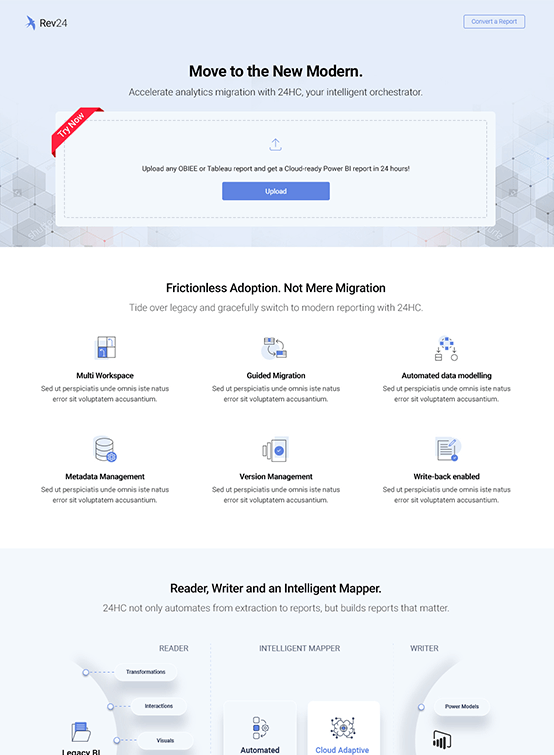 Rev24
Convert a Report
Move to the New Modern.
Accelerate analytics migration with 24HC, your intelligent orchestrator.
Try Now
Upload any OBIEE or Tableau report and get a Cloud-ready Power BI report in 24 hours!
Upload
Frictionless Adoption. Not Mere Migration
Tide over legacy and gracefully switch to modern reporting with 24HC.
Multi Workspace
Sed ut perspiciatis unde omnis iste natus
error sit voluptatem accusantium.
Guided Migration
Sed ut perspiciatis unde omnis iste natus
error sit voluptatem accusantium.
Automated data modelling
Sed ut perspiciatis unde omnis iste natus
error sit voluptatem accusantium.
Metadata Management
Sed ut perspiciatis unde omnis iste natus
error sit voluptatem accusantium.
Version Management
Sed ut perspiciatis unde omnis iste natus
error sit voluptatem accusantium.
Write-back enabled
Sed ut perspiciatis unde omnis iste natus
error sit voluptatem accusantium.
Reader, Writer and an Intelligent Mapper.
24HC not only automates from extraction to reports, but builds reports that matter.
READER
INTELLIGENT MAPPER
WRITER
Transformations
Interactions
Visuals
Legacy BI
Automated
Cloud Adaptive
Power Models